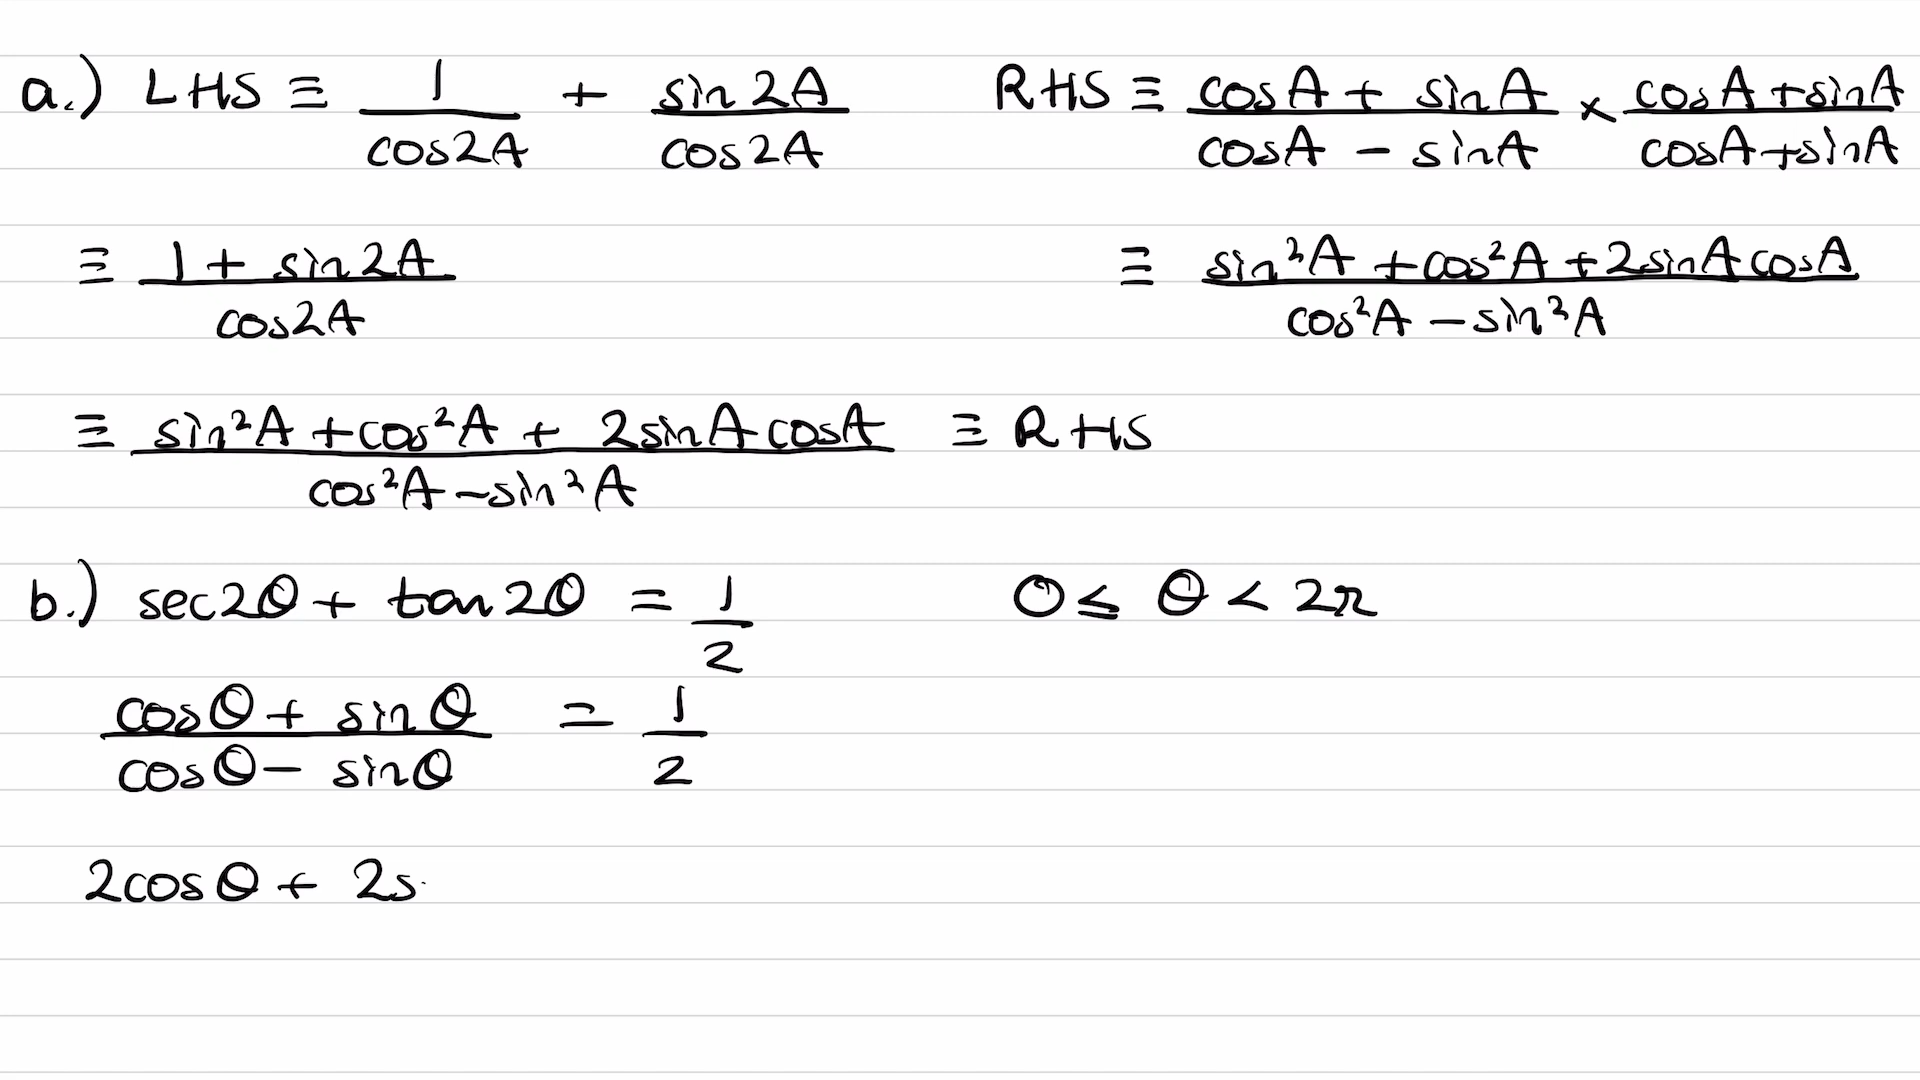 a.) LHS ≡ 1/cos2A + sin2A/cos2A    RHS ≡ (cosA + sinA)/(cosA - sinA) × (cosA + sinA)/(cosA + sinA)
≡ (1 + sin2A)/cos2A    ≡ (sin²A + cos²A + 2sinAcosA)/(cos²A - sin²A)
≡ (sin²A + cos²A + 2sinAcosA)/(cos²A - sin²A) ≡ RHS
b.) sec2θ + tan2θ = 1/2    0 ≤ θ < 2π
(cosθ + sinθ)/(cosθ - sinθ) = 1/2
2cosθ + 2s